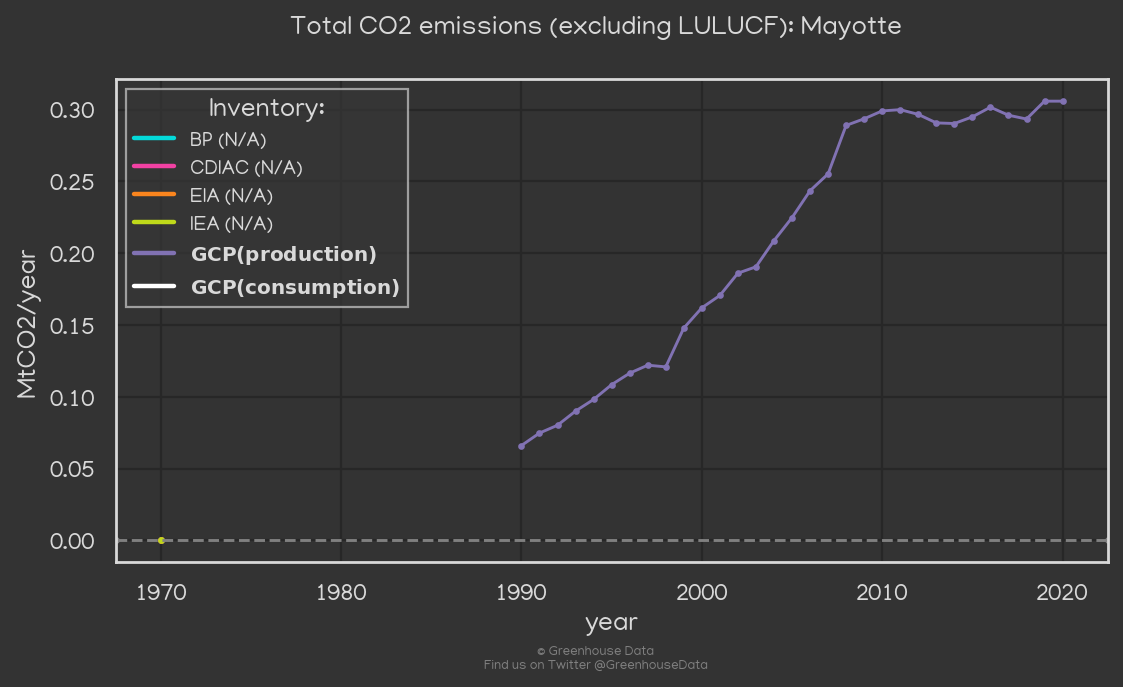 Total CO2 emissions (excluding LULUCF): Mayotte
Inventory:
BP (N/A)
CDIAC (N/A)
EIA (N/A)
IEA (N/A)
GCP(production)
GCP(consumption)
MtCO2/year
0.30
0.25
0.20
0.15
0.10
0.05
0.00
1970 1980 1990 2000 2010 2020
year
© Greenhouse Data
Find us on Twitter @GreenhouseData